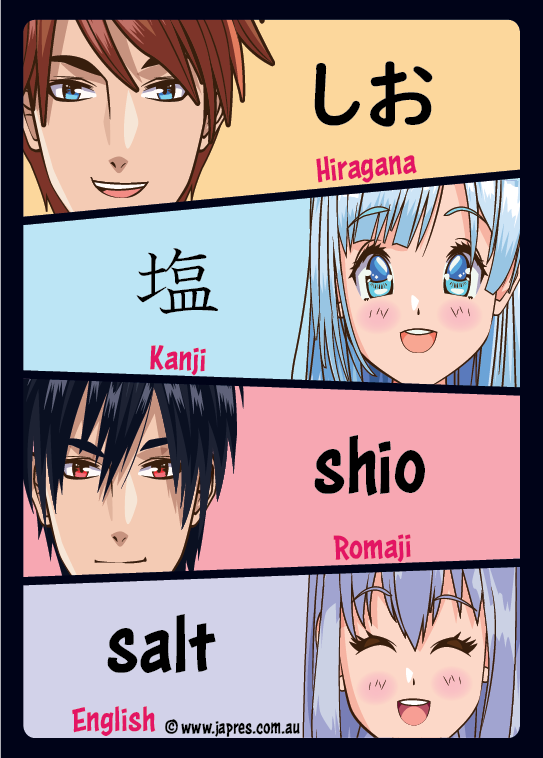 しお
Hiragana
塩
Kanji
shio
Romaji
salt
English © www.japres.com.au